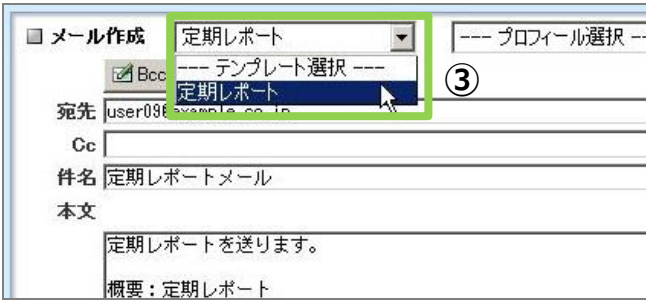 メール作成 定期レポート --- プロフィール選択 --
Bcc --- テンプレート選択 ---
定期レポート
③
宛先
Cc
件名 定期レポートメール
本文
定期レポートを送ります。
概要：定期レポート